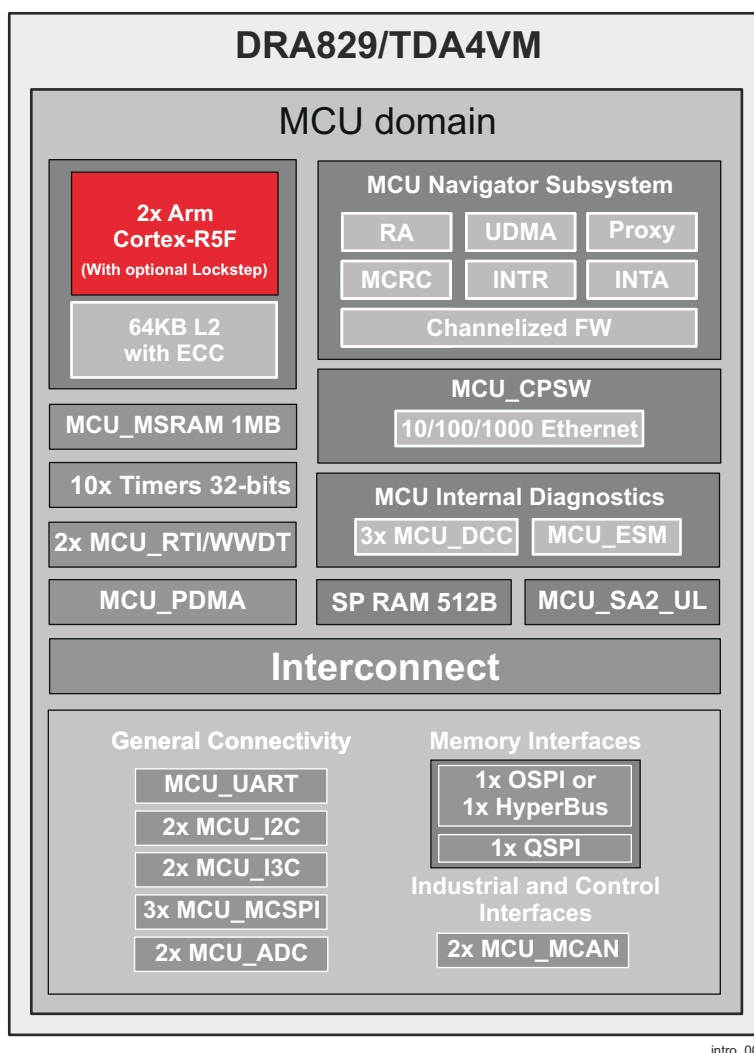 DRA829/TDA4VM
MCU domain
2x Arm
Cortex-R5F
(With optional Lockstep)
64KB L2
with ECC
MCU_MSRAM 1MB
10x Timers 32-bits
2x MCU_RTI/WWDT
MCU_PDMA
MCU Navigator Subsystem
RA
UDMA
Proxy
MCRC
INTR
INTA
Channelized FW
MCU_CPSW
10/100/1000 Ethernet
MCU Internal Diagnostics
3x MCU_DCC
MCU_ESM
SP RAM 512B
MCU_SA2_UL
Interconnect
General Connectivity
MCU_UART
2x MCU_I2C
2x MCU_I3C
3x MCU_MCSPI
2x MCU_ADC
Memory Interfaces
1x OSPI or
1x HyperBus
1x QSPI
Industrial and Control
Interfaces
2x MCU_MCAN